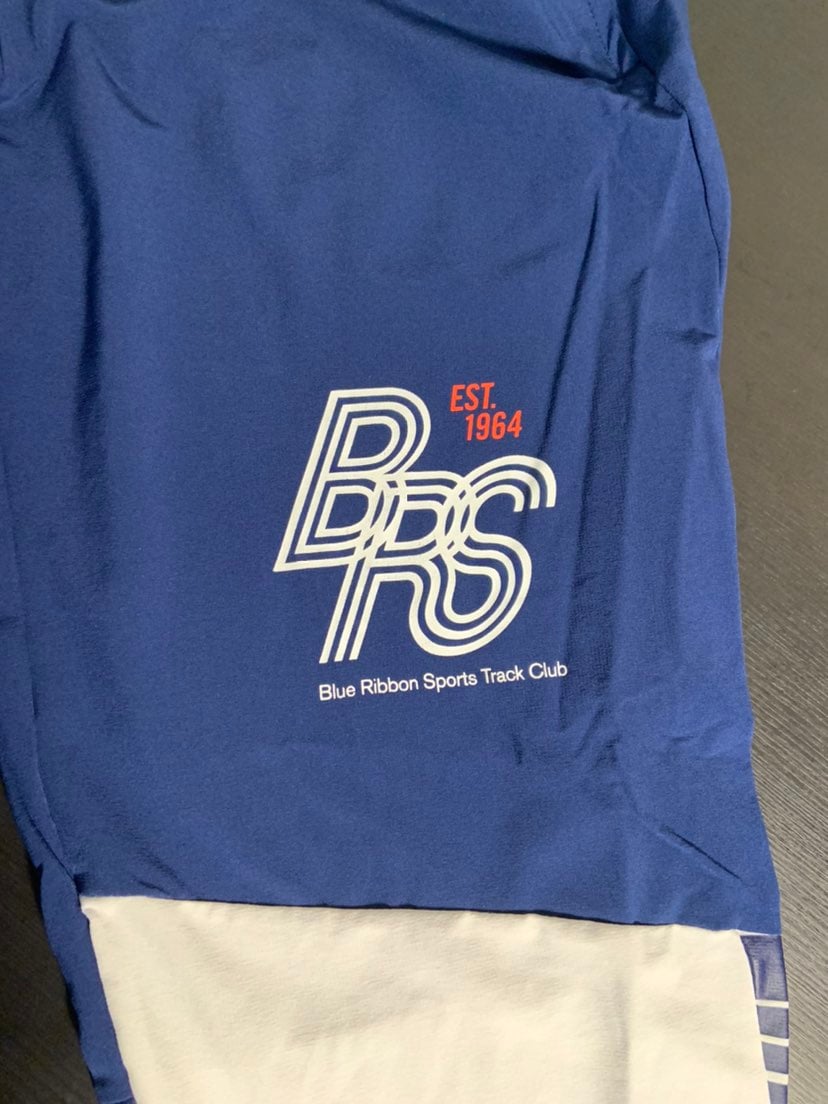 EST.
1964
BRS
Blue Ribbon Sports Track Club